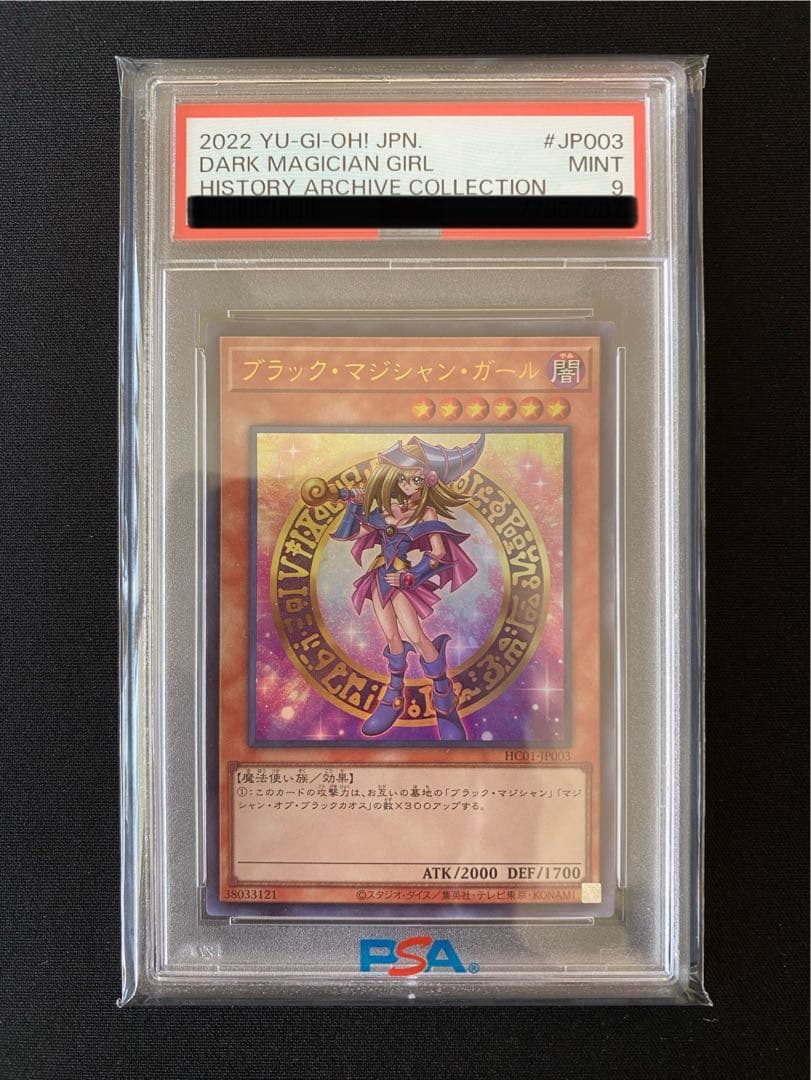 2022 YU-GI-OH! JPN. #JP003
DARK MAGICIAN GIRL MINT
HISTORY ARCHIVE COLLECTION 9
ブラック・マジシャン・ガール
やみ
闇
HC01-JP003
【魔法使い族／効果】
①：このカードの攻撃力は、お互いの墓地の「ブラック・マジシャン」「マジ
シャン・オブ・ブラックカオス」の数×３００アップする。
ATK/2000 DEF/1700
38033121 ©スタジオ・ダイス／集英社・テレビ東京・KONAMI
PSA®